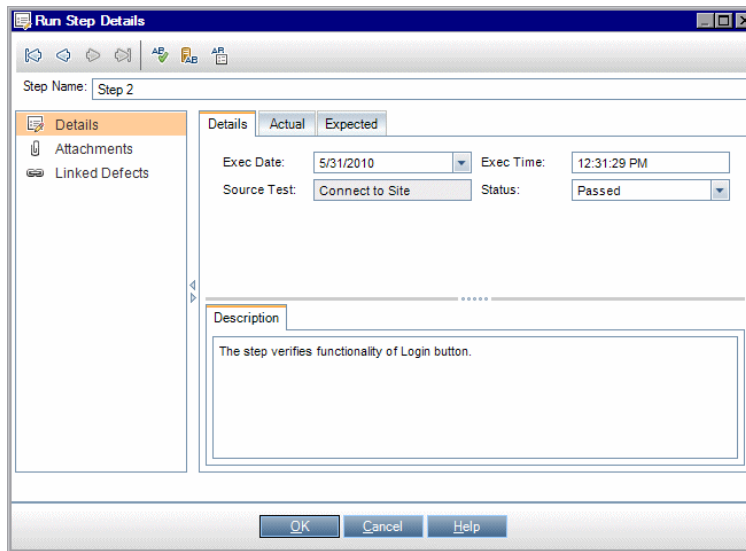 Run Step Details
Step Name: Step 2
Details
Attachments
Linked Defects
Details Actual Expected
Exec Date: 5/31/2010 Exec Time: 12:31:29 PM
Source Test: Connect to Site Status: Passed
Description
The step verifies functionality of Login button.
OK Cancel Help